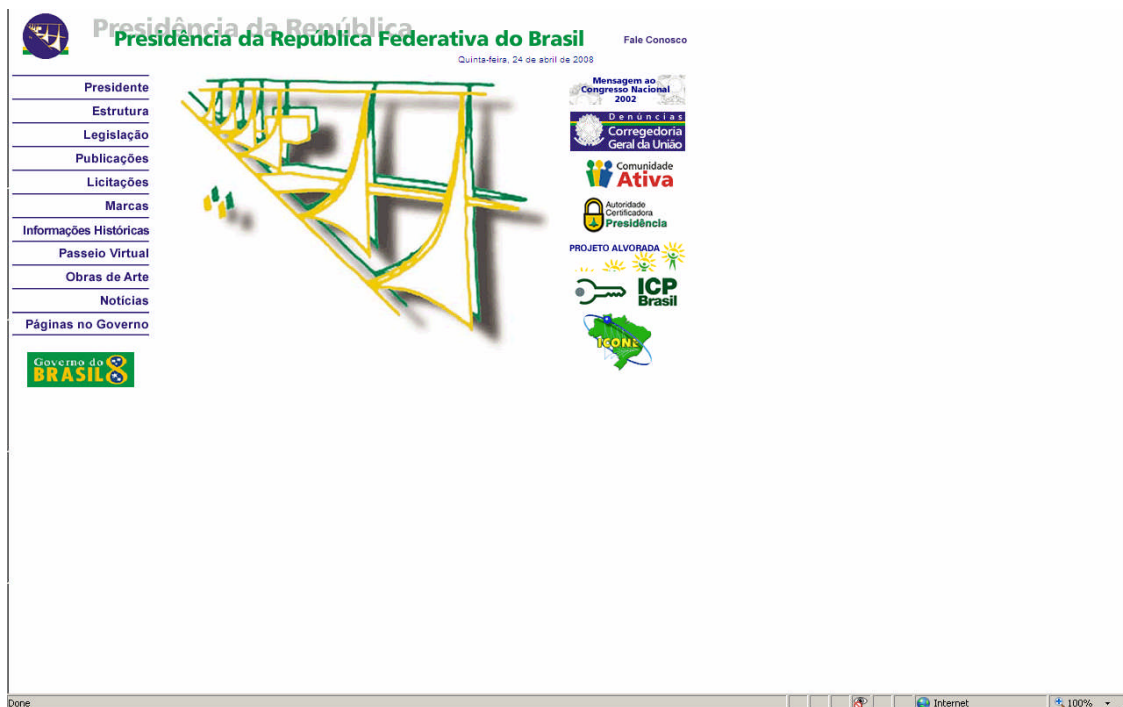 Presidência da República
Presidência da República Federativa do Brasil
Fale Conosco
Quinta-feira, 24 de abril de 2008
Presidente
Estrutura
Legislação
Publicações
Licitações
Marcas
Informações Históricas
Passeio Virtual
Obras de Arte
Notícias
Páginas no Governo
Governo do
BRASIL
Mensagem ao
Congresso Nacional
2002
Denúncias
Corregedoria
Geral da União
Comunidade
Ativa
Autoridade
Certificadora
Presidência
PROJETO ALVORADA
ICP
Brasil
ICONE
Done
Internet
100%